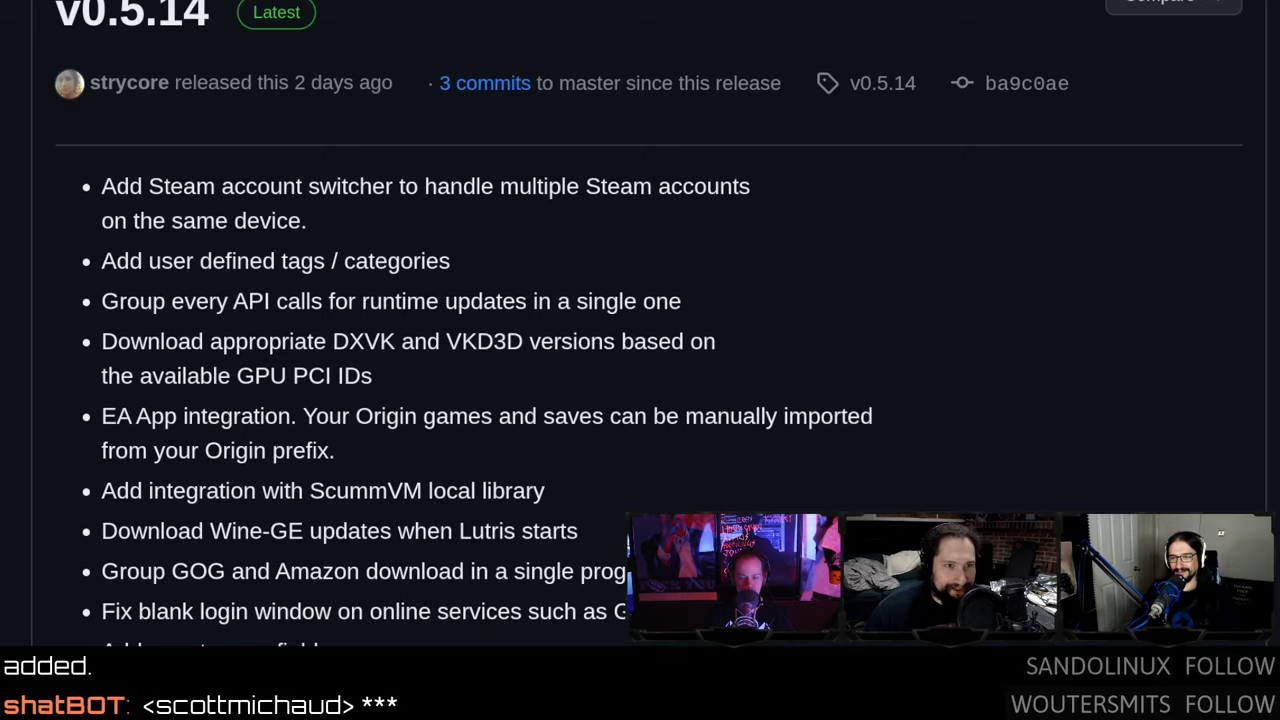 v0.5.14 Latest
Compare
strycore released this 2 days ago · 3 commits to master since this release v0.5.14 ba9c0ae
• Add Steam account switcher to handle multiple Steam accounts
on the same device.
• Add user defined tags / categories
• Group every API calls for runtime updates in a single one
• Download appropriate DXVK and VKD3D versions based on
the available GPU PCI IDs
• EA App integration. Your Origin games and saves can be manually imported
from your Origin prefix.
• Add integration with ScummVM local library
• Download Wine-GE updates when Lutris starts
• Group GOG and Amazon download in a single prog
• Fix blank login window on online services such as G
added.
SANDOLINUX FOLLOW
shatBOT: <scottmichaud> ***
WOUTERSMITS FOLLOW